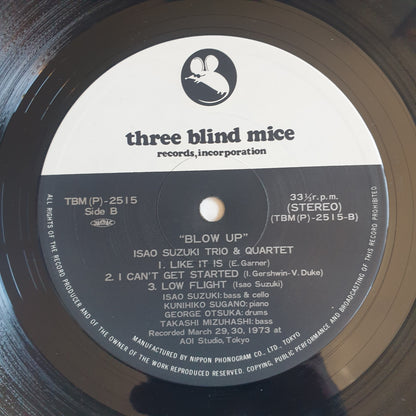 three blind mice
records, incorporation
TBM (P)-2515
Side B
33⅓ r.p.m.
(STEREO)
(TBM (P)-2515-B)
"BLOW UP"
ISAO SUZUKI TRIO & QUARTET
1. LIKE IT IS (E. Garner)
2. I CAN'T GET STARTED (I. Gershwin-V. Duke)
3. LOW FLIGHT (Isao Suzuki)
ISAO SUZUKI: bass & cello
KUNIHIKO SUGANO: piano
GEORGE OTSUKA: drums
TAKASHI MIZUHASHI: bass
Recorded March 29, 30, 1973 at
AOI Studio, Tokyo
MANUFACTURED BY NIPPON PHONOGRAM CO., LTD., TOKYO
ALL RIGHTS OF THE RECORD PRODUCER AND OF THE OWNER OF THE WORK REPRODUCED RESERVED. COPYING, PUBLIC PERFORMANCE AND BROADCASTING OF THIS RECORD PROHIBITED.